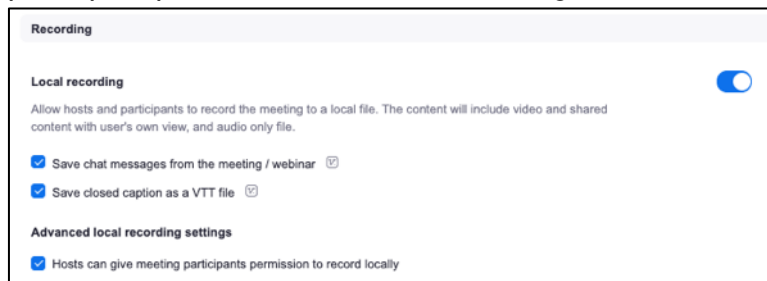 Recording
Local recording
Allow hosts and participants to record the meeting to a local file. The content will include video and shared
content with user's own view, and audio only file.
Save chat messages from the meeting / webinar
Save closed caption as a VTT file
Advanced local recording settings
Hosts can give meeting participants permission to record locally